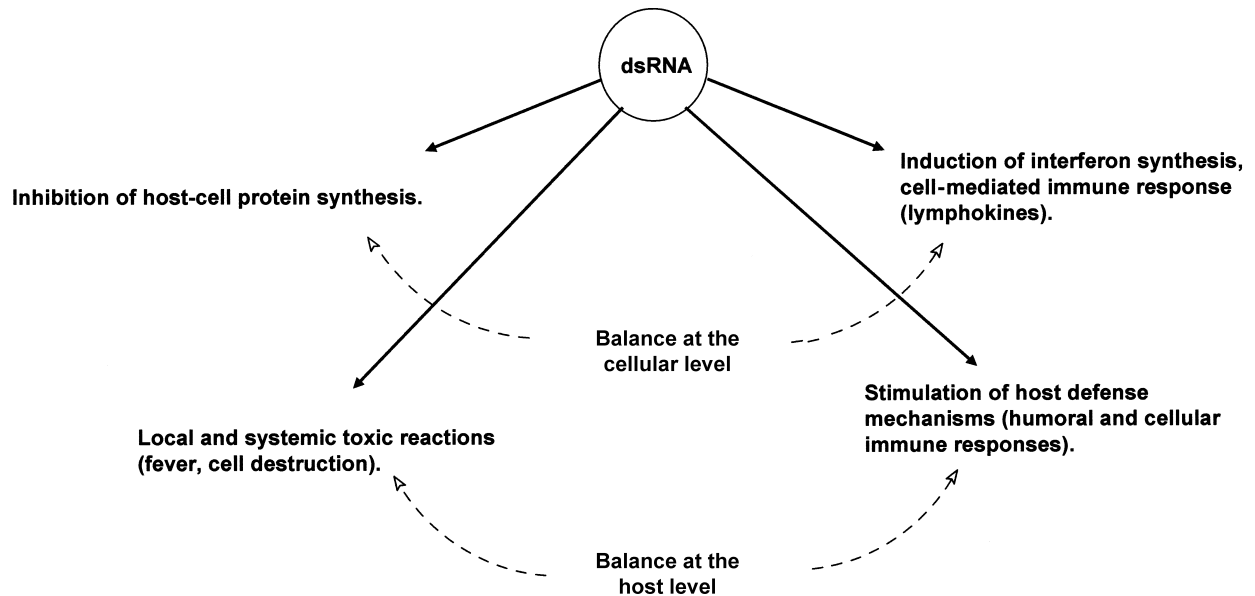 dsRNA
Inhibition of host-cell protein synthesis.
Induction of interferon synthesis,
cell-mediated immune response
(lymphokines).
Balance at the
cellular level
Local and systemic toxic reactions
(fever, cell destruction).
Stimulation of host defense
mechanisms (humoral and cellular
immune responses).
Balance at the
host level